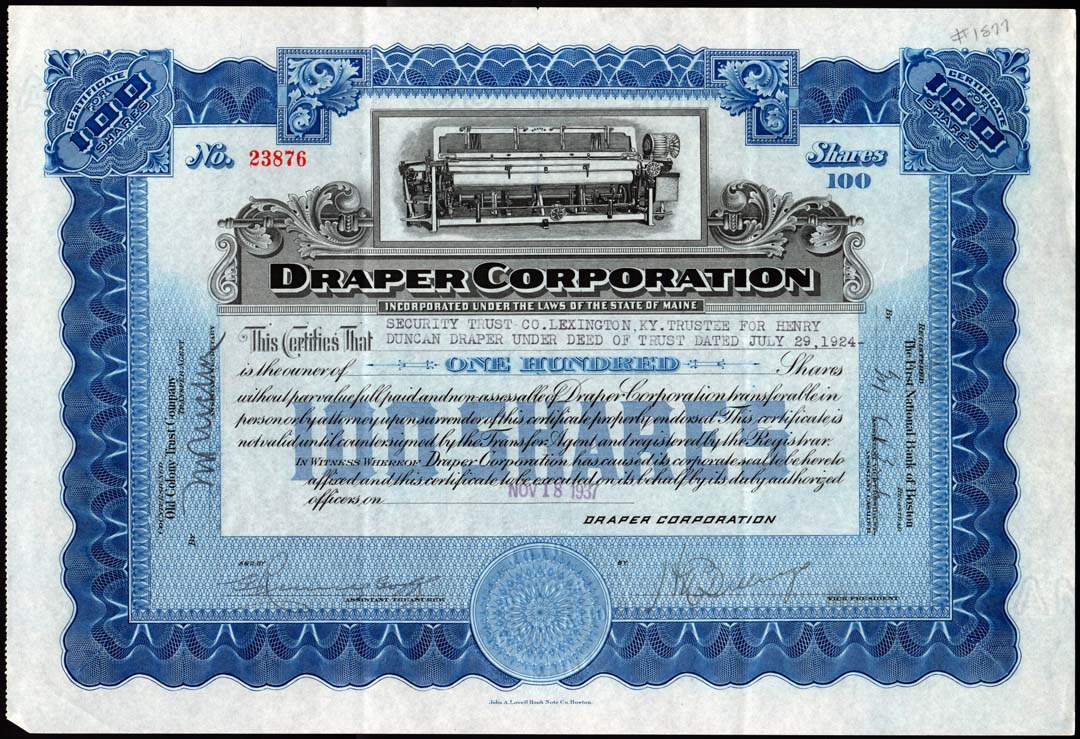 #1877
CERTIFICATE
FOR
100
SHARES
CERTIFICATE
FOR
100
SHARES
No. 23876
Shares
100
DRAPER CORPORATION
INCORPORATED UNDER THE LAWS OF THE STATE OF MAINE
This Certifies That
SECURITY TRUST CO. LEXINGTON, KY. TRUSTEE FOR HENRY
DUNCAN DRAPER UNDER DEED OF TRUST DATED JULY 29, 1924-
is the owner of ONE HUNDRED Shares
without par value full paid and non assessable of Draper Corporation transferable in
person or by attorney upon surrender of this certificate properly endorsed. This certificate is
not valid until countersigned by the Transfer Agent and registered by the Registrar.
IN WITNESS WHEREOF Draper Corporation has caused its corporate seal to be hereto
affixed and this certificate to be executed on its behalf by its duly authorized
officers, on NOV 18 1937
100 SHARES
DRAPER CORPORATION
BY
ASSISTANT TREASURER
VICE PRESIDENT
Old Colony Trust Company
By
The First National Bank of Boston
By
John A. Lowell Bank Note Co. Boston.